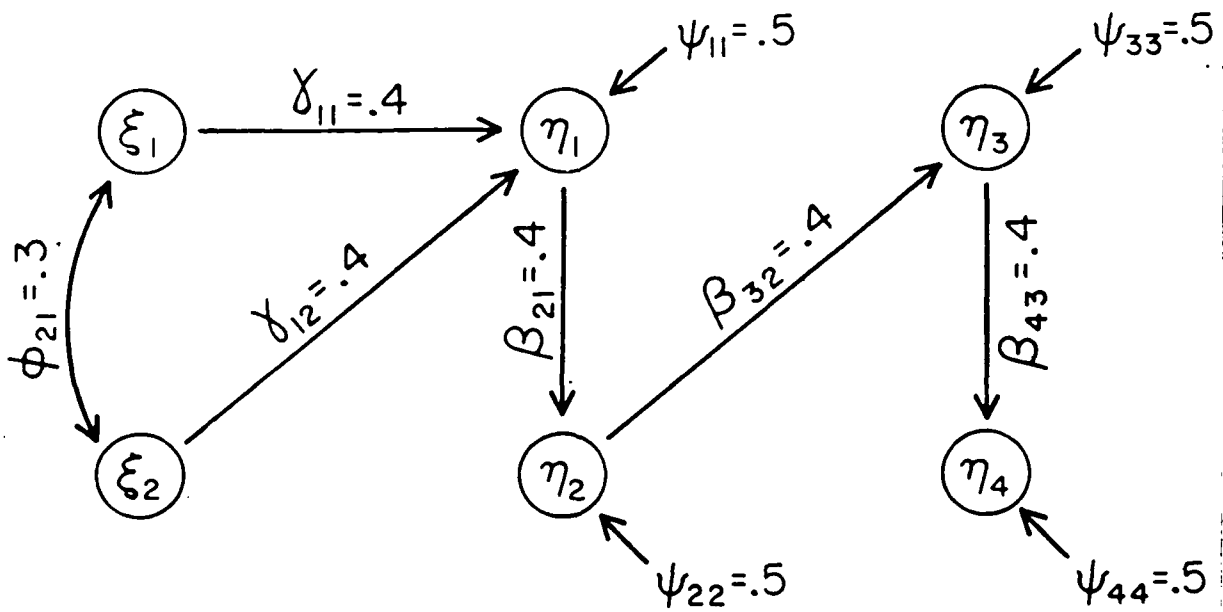 ψ₁₁=.5
ψ₃₃=.5
γ₁₁=.4
ξ₁
η₁
η₃
ϕ₂₁=.3
γ₁₂=.4
β₂₁=.4
β₃₂=.4
β₄₃=.4
ξ₂
η₂
η₄
ψ₂₂=.5
ψ₄₄=.5